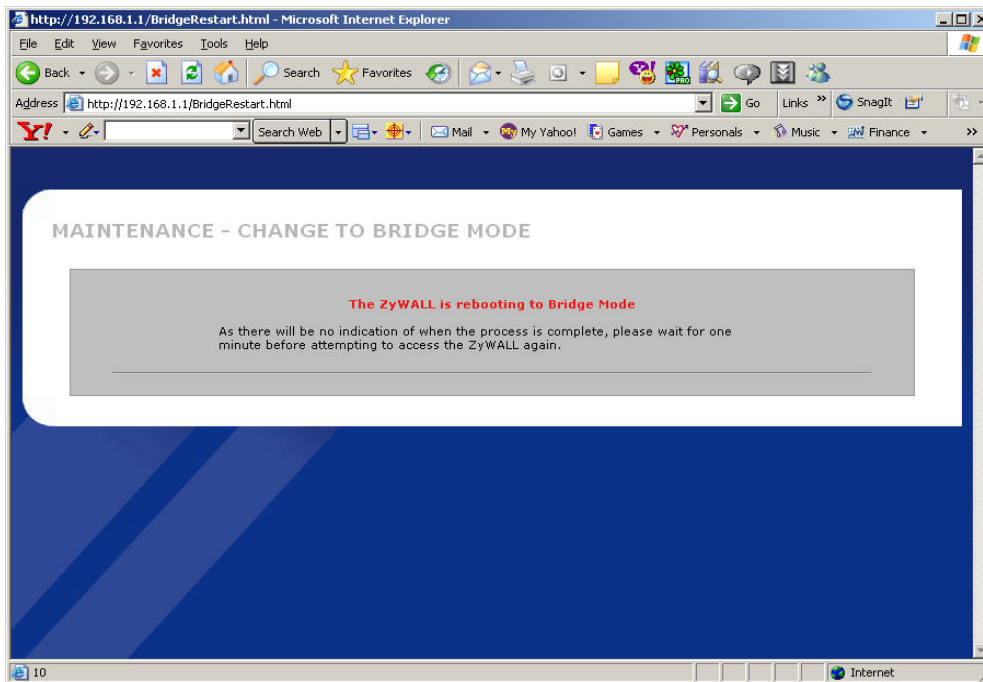 http://192.168.1.1/BridgeRestart.html - Microsoft Internet Explorer
File Edit View Favorites Tools Help
Back Search Favorites PRO
Address http://192.168.1.1/BridgeRestart.html Go Links » SnagIt
Y! Search Web Mail My Yahoo! Games Personals Music Finance »
MAINTENANCE - CHANGE TO BRIDGE MODE
The ZyWALL is rebooting to Bridge Mode
As there will be no indication of when the process is complete, please wait for one
minute before attempting to access the ZyWALL again.
10 Internet